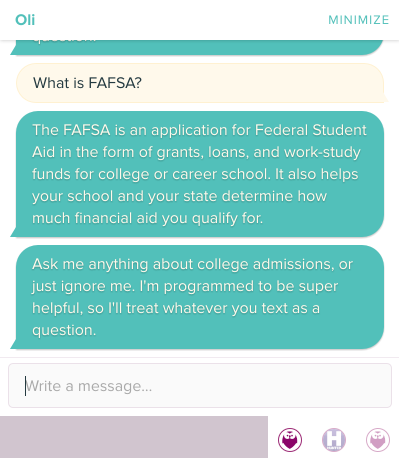 Oli
MINIMIZE
question.
What is FAFSA?
The FAFSA is an application for Federal Student
Aid in the form of grants, loans, and work-study
funds for college or career school. It also helps
your school and your state determine how
much financial aid you qualify for.
Ask me anything about college admissions, or
just ignore me. I'm programmed to be super
helpful, so I'll treat whatever you text as a
question.
Write a message...
H